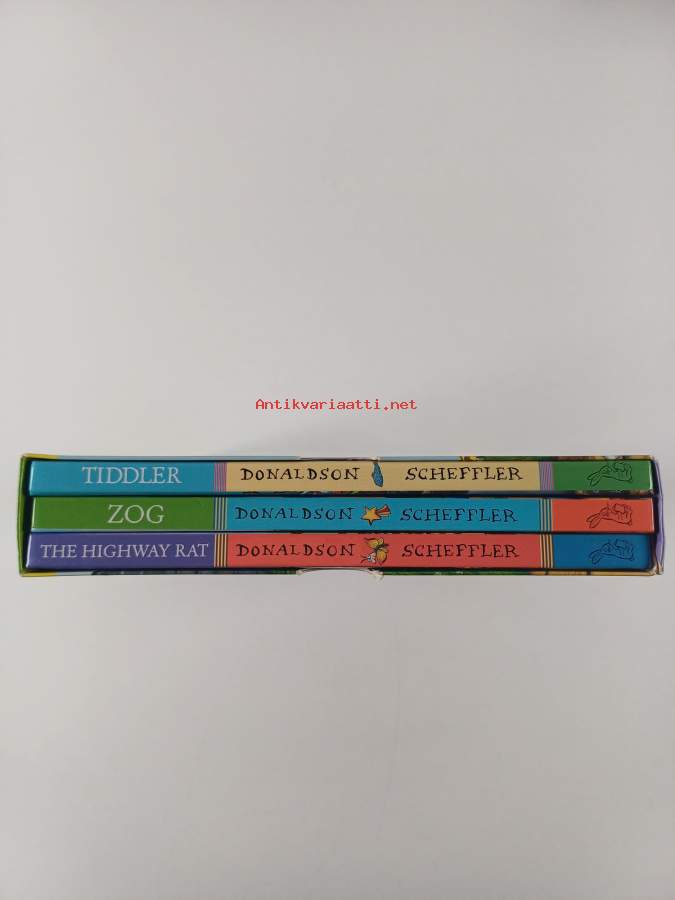 Antikvariaatti.net
TIDDLER DONALDSON SCHEFFLER
ZOG DONALDSON SCHEFFLER
THE HIGHWAY RAT DONALDSON SCHEFFLER